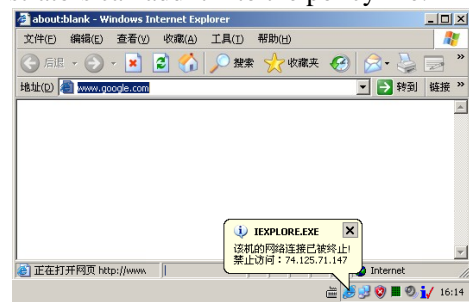 about:blank - Windows Internet Explorer
文件(F) 编辑(E) 查看(V) 收藏(A) 工具(T) 帮助(H)
后退 搜索 收藏夹 »
地址(D) www.google.com 转到 链接 »
IEXPLORE.EXE
该机的网络连接已被终止!
禁止访问：74.125.71.147
正在打开网页 http://www. Internet
16:14